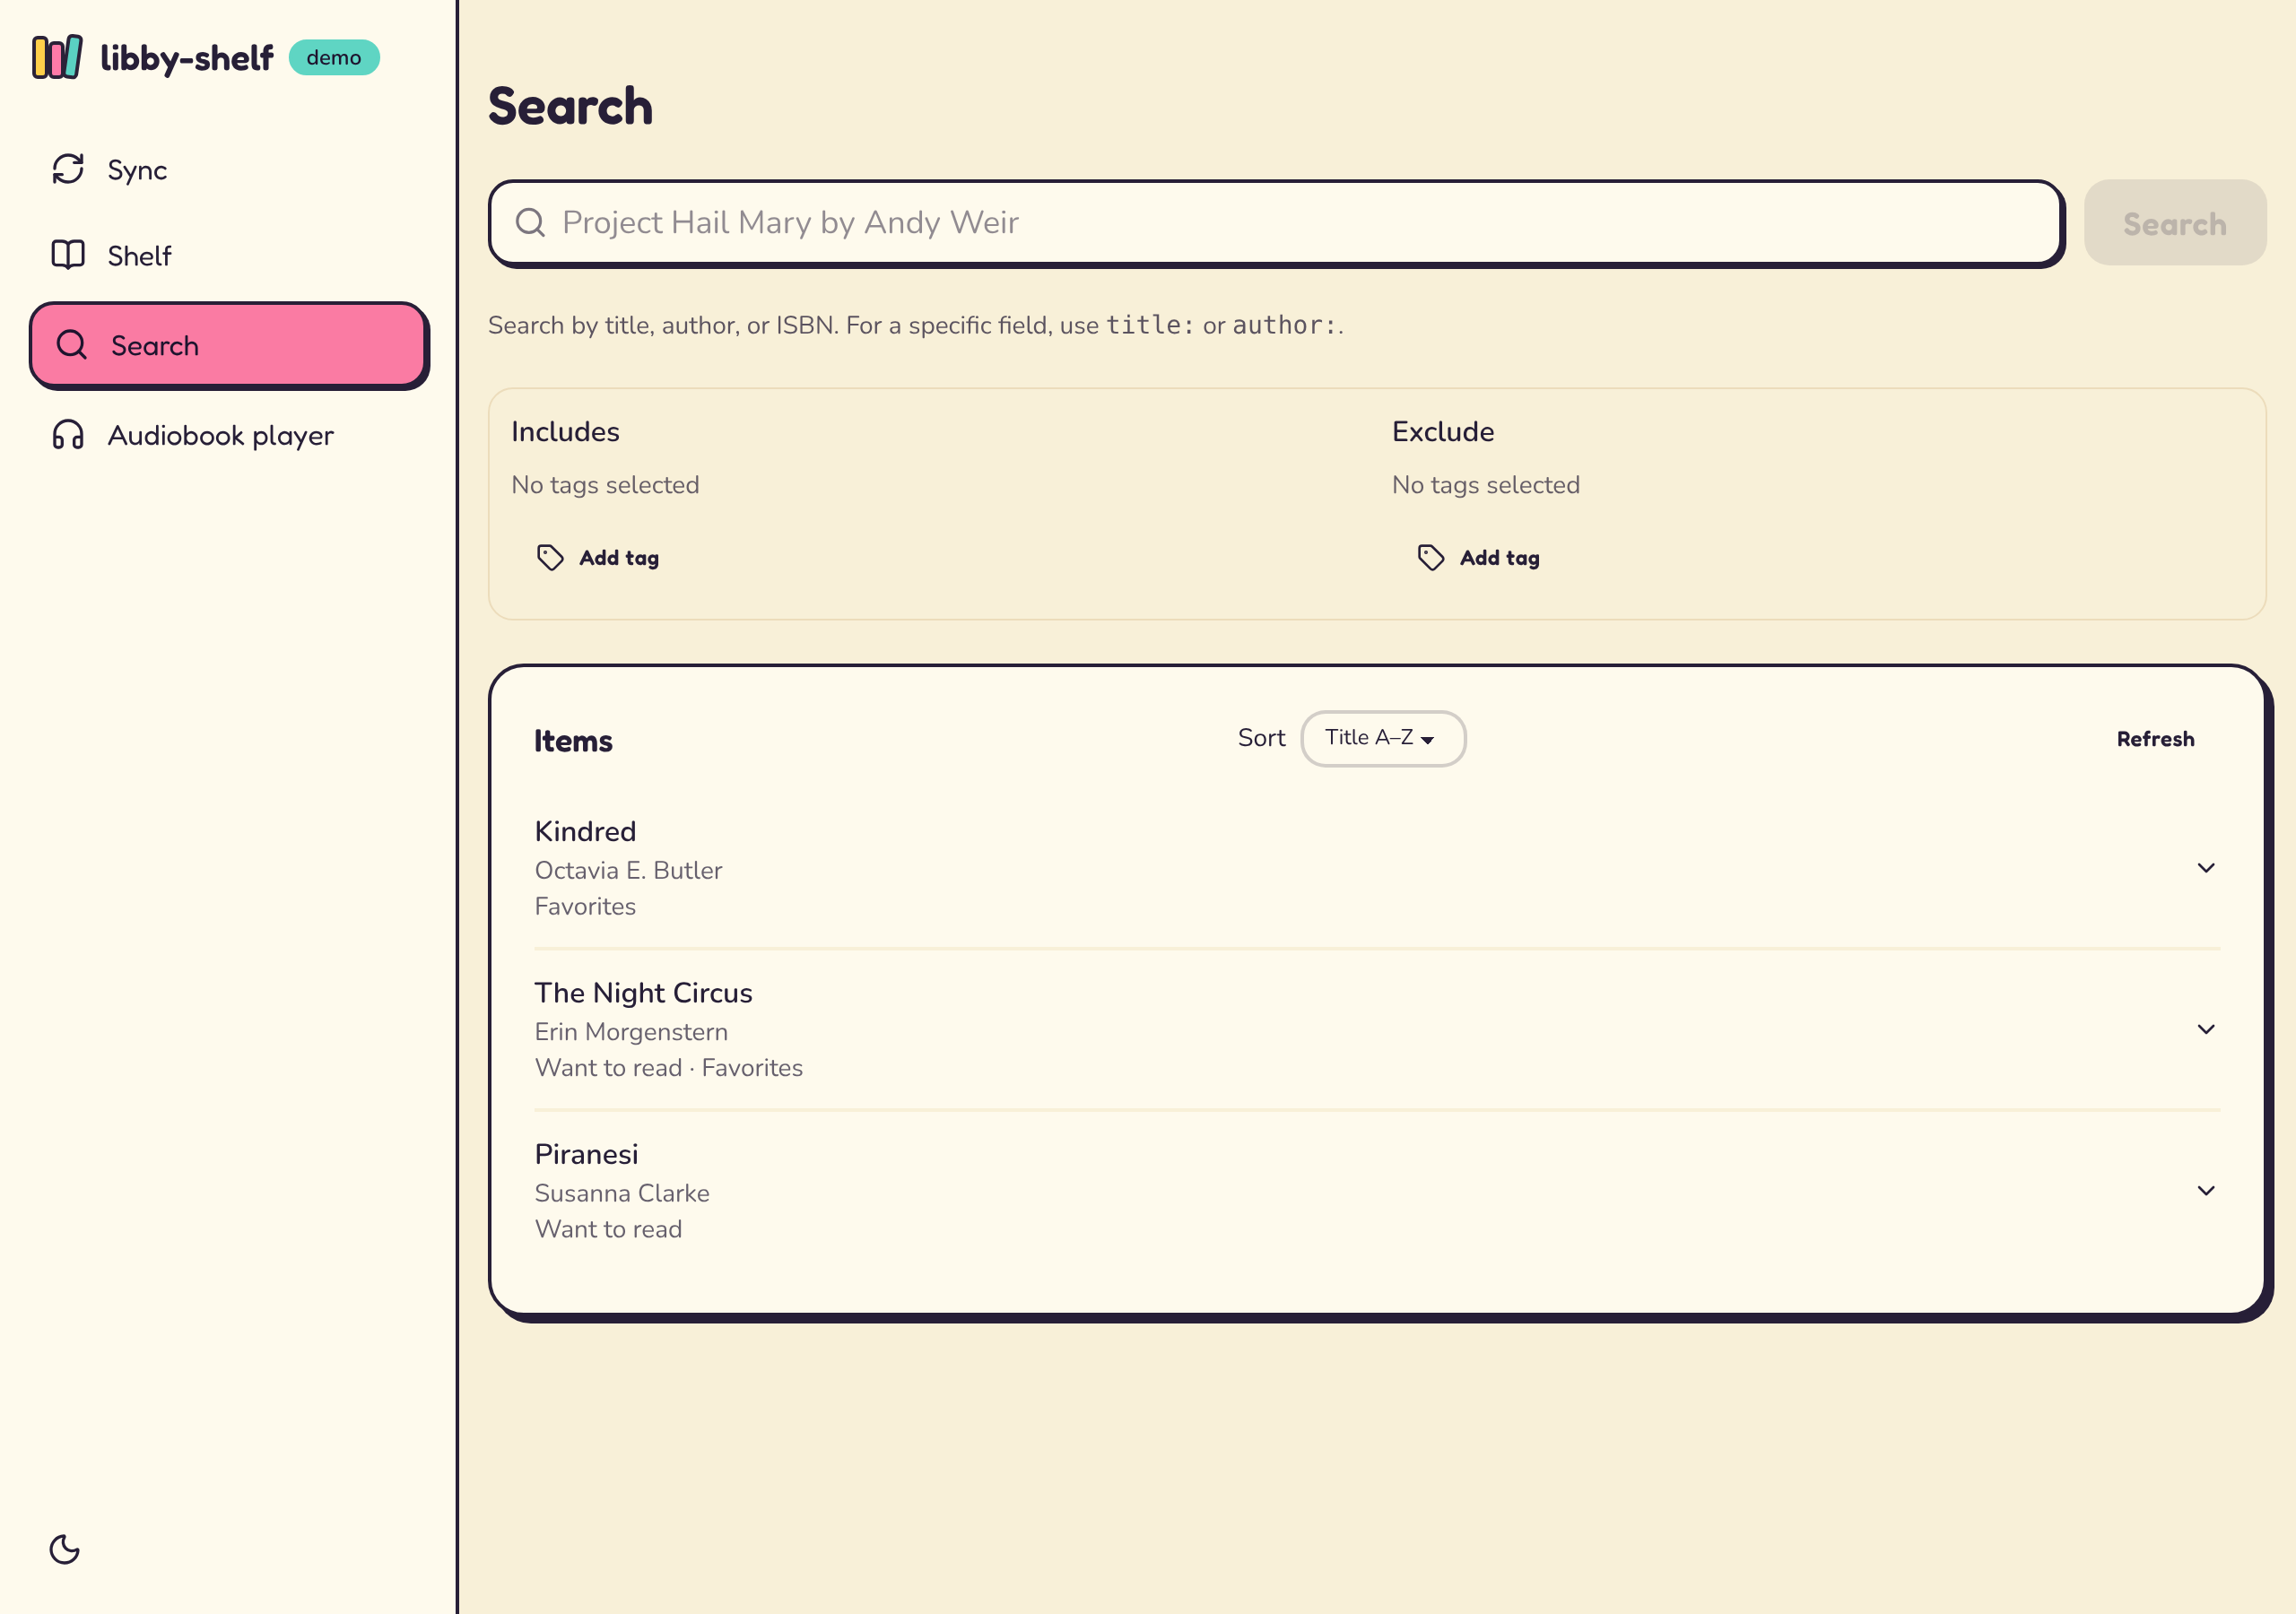 libby-shelf demo
Sync
Shelf
Search
Audiobook player
Search
Project Hail Mary by Andy Weir
Search
Search by title, author, or ISBN. For a specific field, use title: or author:.
Includes
No tags selected
Add tag
Exclude
No tags selected
Add tag
Items
Sort Title A–Z
Refresh
Kindred
Octavia E. Butler
Favorites
The Night Circus
Erin Morgenstern
Want to read · Favorites
Piranesi
Susanna Clarke
Want to read